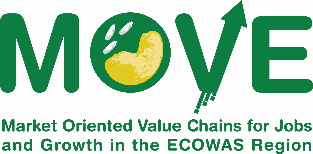 MOVE
Market Oriented Value Chains for Jobs
and Growth in the ECOWAS Region